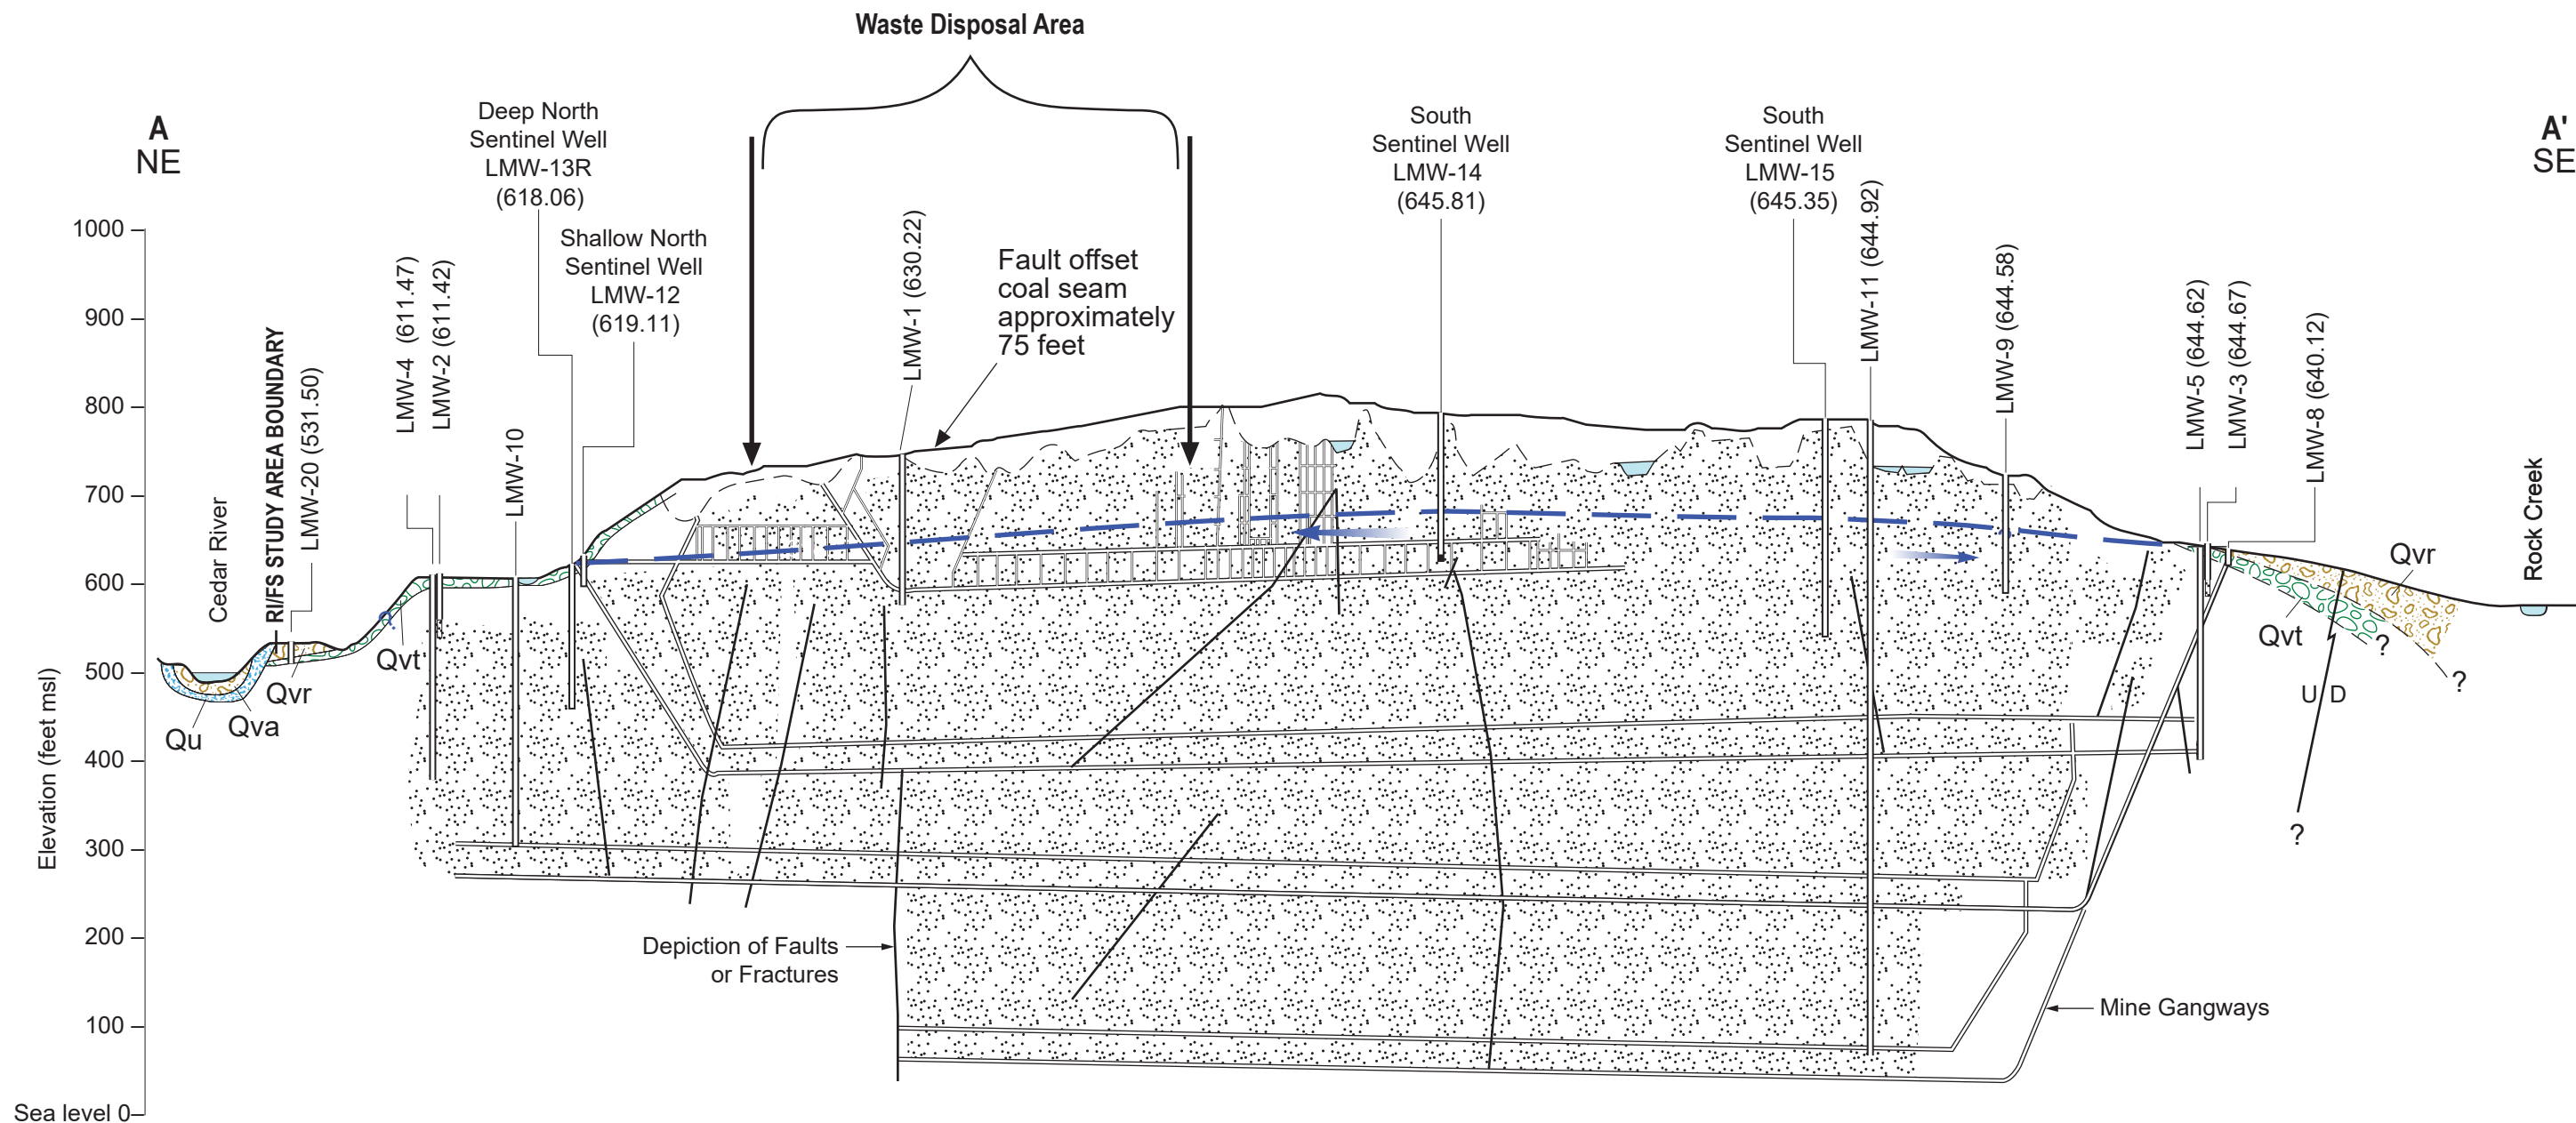 Waste Disposal Area
A
NE
A'
SE
Deep North
Sentinel Well
LMW-13R
(618.06)
Shallow North
Sentinel Well
LMW-12
(619.11)
South
Sentinel Well
LMW-14
(645.81)
South
Sentinel Well
LMW-15
(645.35)
Fault offset
coal seam
approximately
75 feet
Cedar River
RI/FS STUDY AREA BOUNDARY
LMW-20 (531.50)
LMW-4 (611.47)
LMW-2 (611.42)
LMW-10
LMW-1 (630.22)
LMW-11 (644.92)
LMW-9 (644.58)
LMW-5 (644.62)
LMW-3 (644.67)
LMW-8 (640.12)
Rock Creek
Elevation (feet msl)
1000
900
800
700
600
500
400
300
200
100
Sea level 0
Qu
Qva
Qvr
Qvt
Qvr
Qvt
?
?
U D
?
Depiction of Faults
or Fractures
Mine Gangways